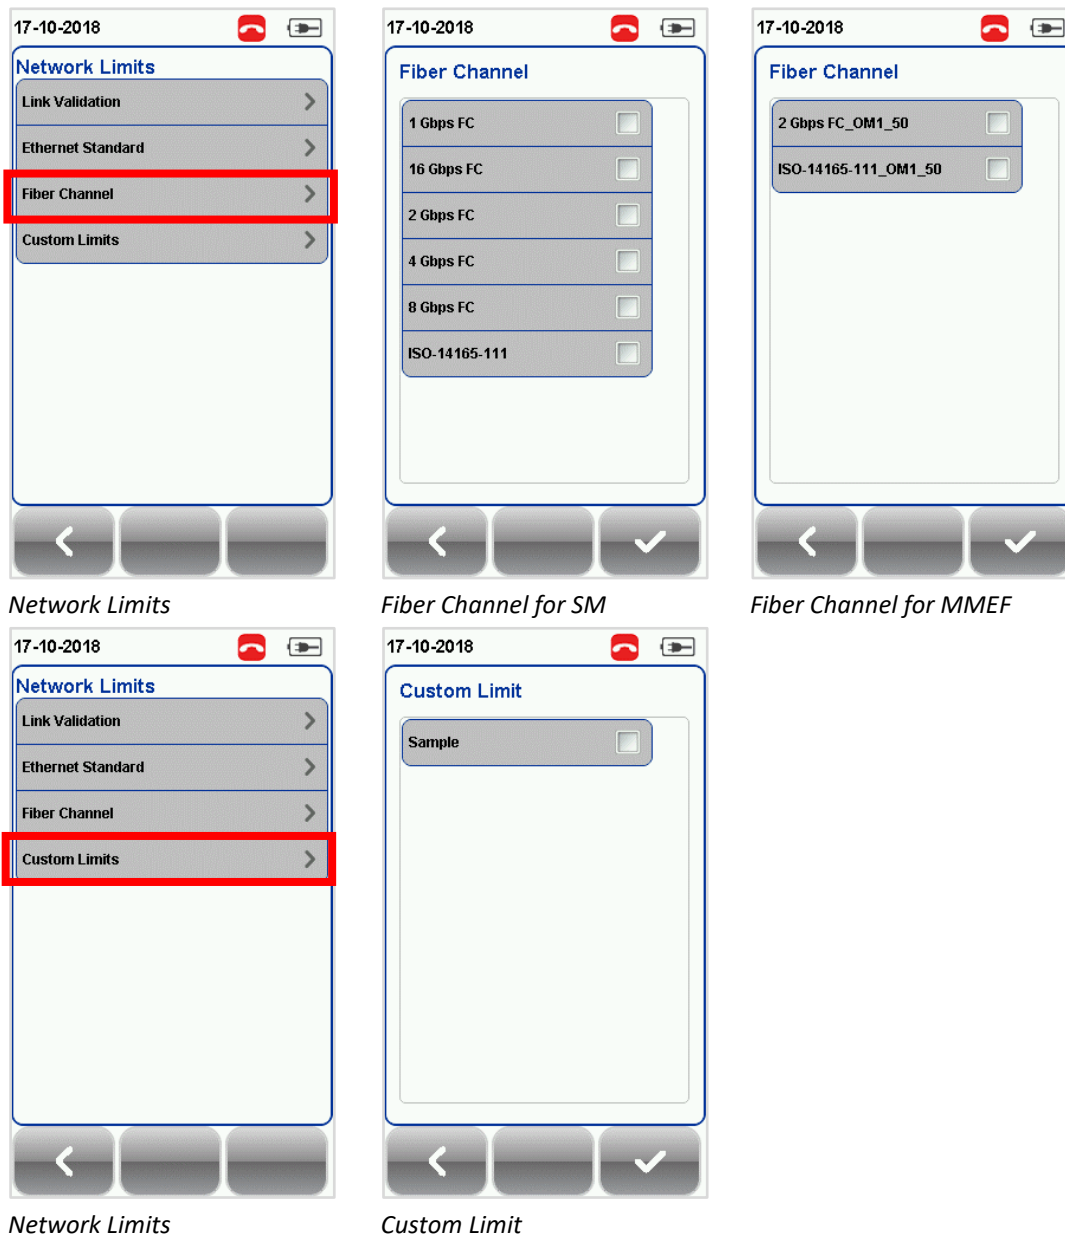 17-10-2018
Network Limits
Link Validation
Ethernet Standard
Fiber Channel
Custom Limits
Network Limits
17-10-2018
Fiber Channel
1 Gbps FC
16 Gbps FC
2 Gbps FC
4 Gbps FC
8 Gbps FC
ISO-14165-111
Fiber Channel for SM
17-10-2018
Fiber Channel
2 Gbps FC_OM1_50
ISO-14165-111_OM1_50
Fiber Channel for MMEF
17-10-2018
Network Limits
Link Validation
Ethernet Standard
Fiber Channel
Custom Limits
Network Limits
17-10-2018
Custom Limit
Sample
Custom Limit